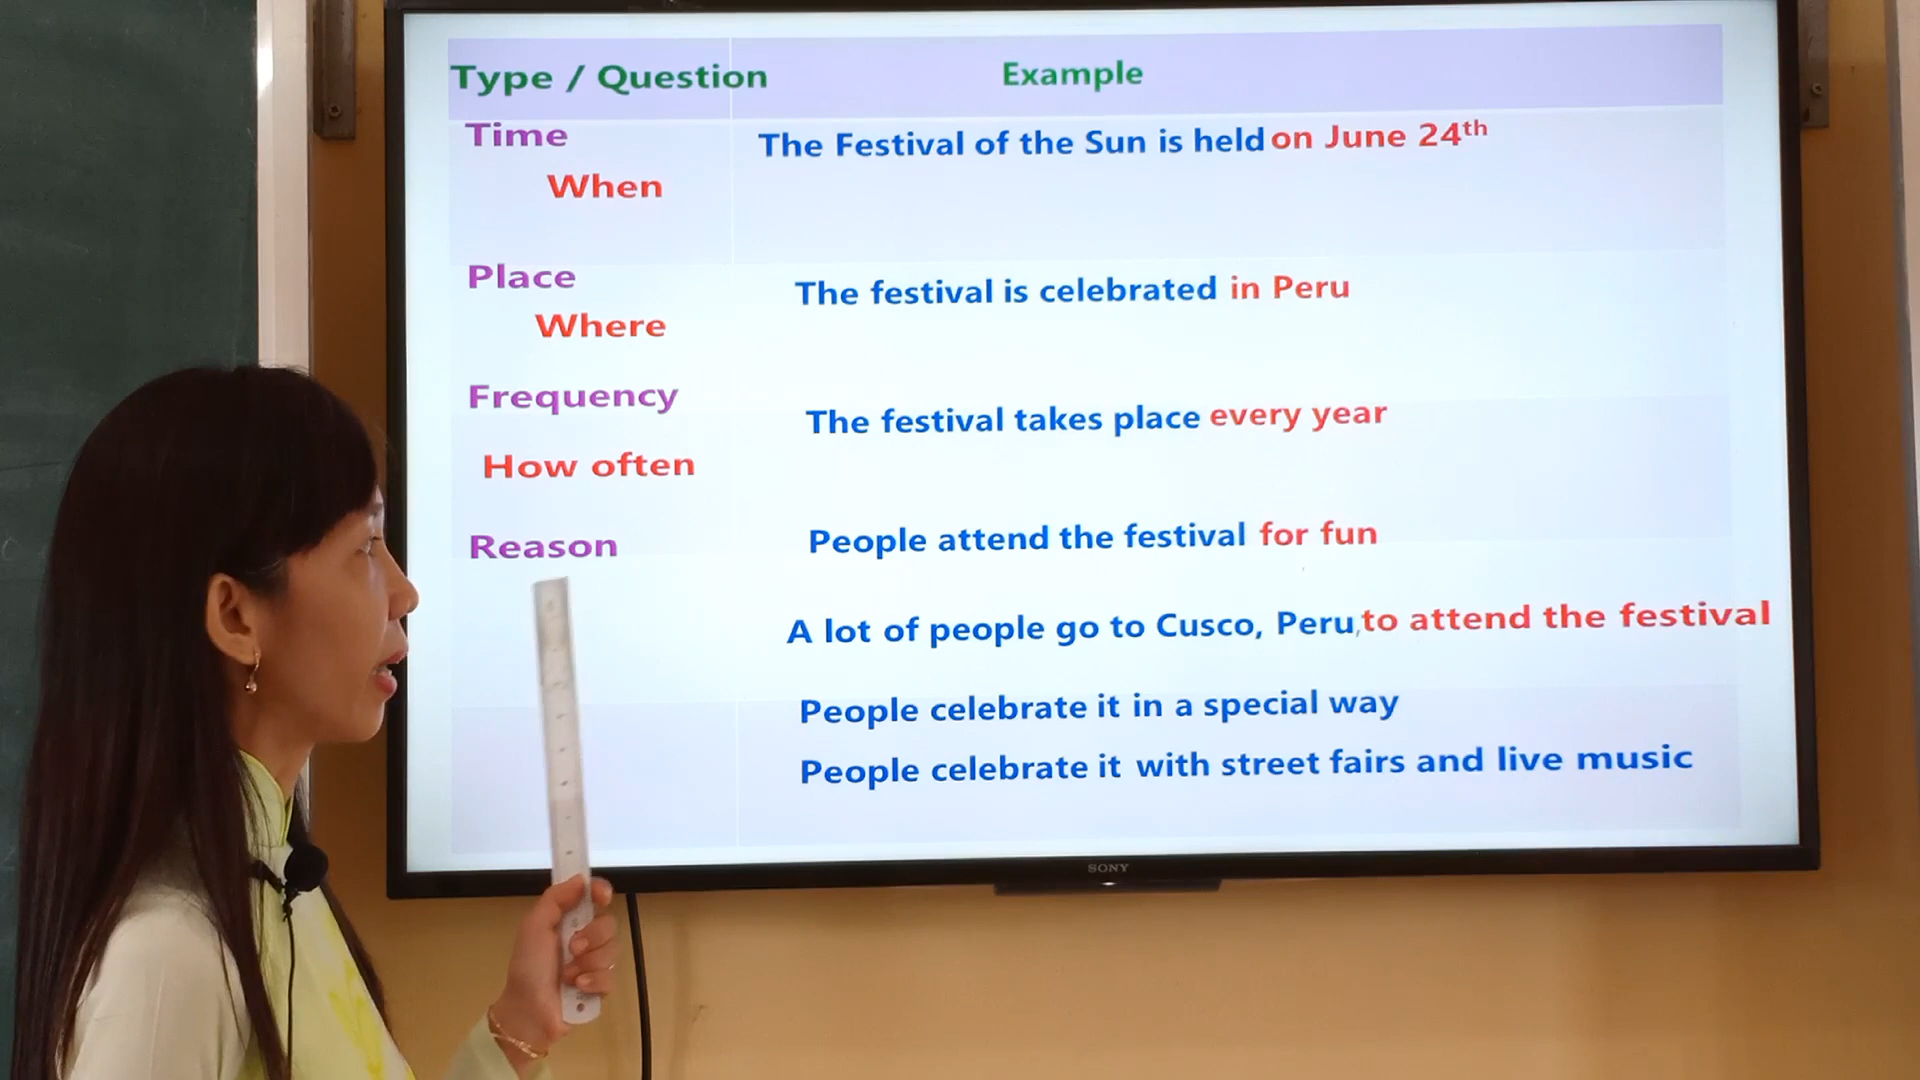 Type / Question
Example
Time
The Festival of the Sun is held on June 24th
When
Place
The festival is celebrated in Peru
Where
Frequency
The festival takes place every year
How often
Reason
People attend the festival for fun
A lot of people go to Cusco, Peru, to attend the festival
People celebrate it in a special way
People celebrate it with street fairs and live music
SONY